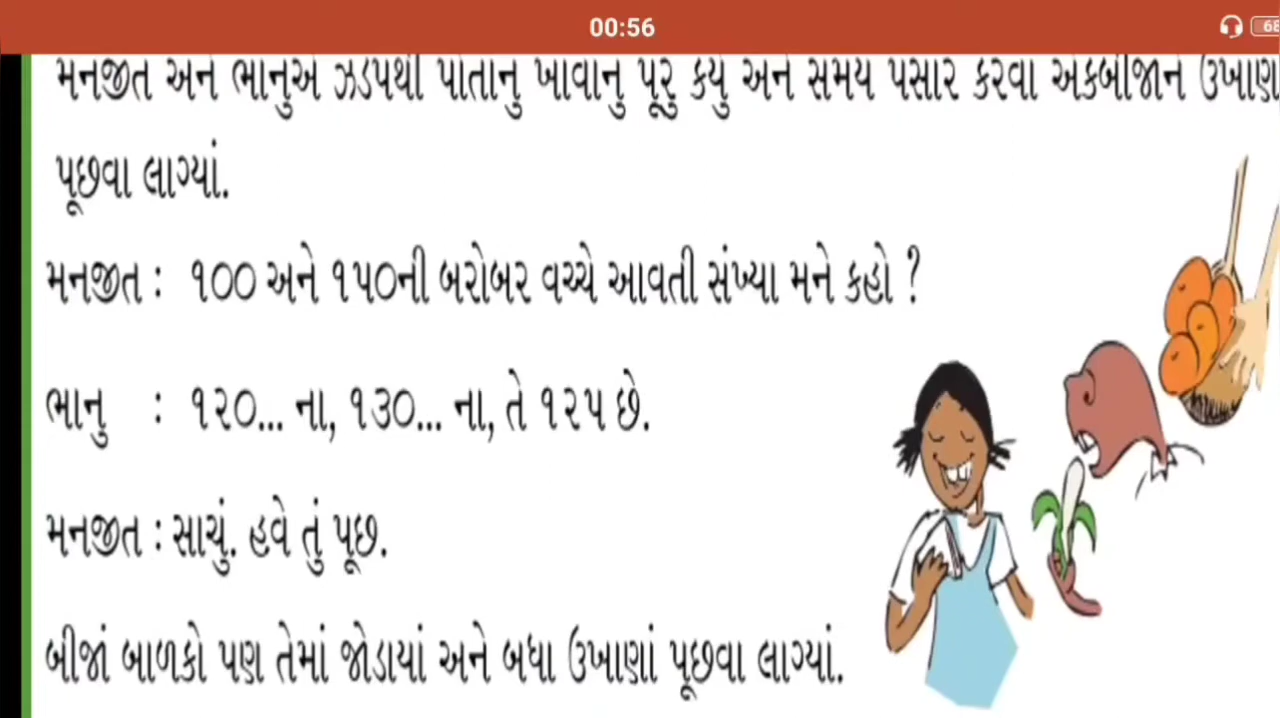 00:56
68
મનજીત અને ભાનુએ ઝડપથી પોતાનું ખાવાનું પૂરું કર્યું અને સમય પસાર કરવા એકબીજાને ઉખાણા
પૂછવા લાગ્યાં.
મનજીત : ૧૦૦ અને ૧૫૦ની બરોબર વચ્ચે આવતી સંખ્યા મને કહો ?
ભાનુ : ૧૨૦... ના, ૧૩૦... ના, તે ૧૨૫ છે.
મનજીત : સાચું. હવે તું પૂછ.
બીજાં બાળકો પણ તેમાં જોડાયાં અને બધા ઉખાણાં પૂછવા લાગ્યાં.